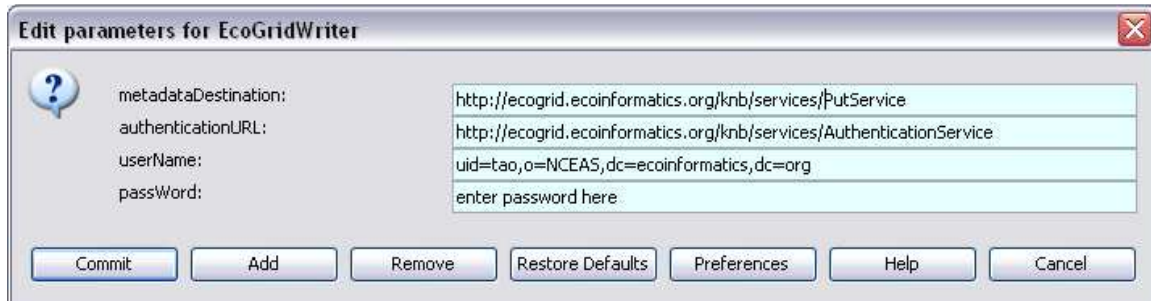 Edit parameters for EcoGridWriter
metadataDestination: http://ecogrid.ecoinformatics.org/knb/services/PutService
authenticationURL: http://ecogrid.ecoinformatics.org/knb/services/AuthenticationService
userName: uid=tao,o=NCEAS,dc=ecoinformatics,dc=org
passWord: enter password here
Commit Add Remove Restore Defaults Preferences Help Cancel